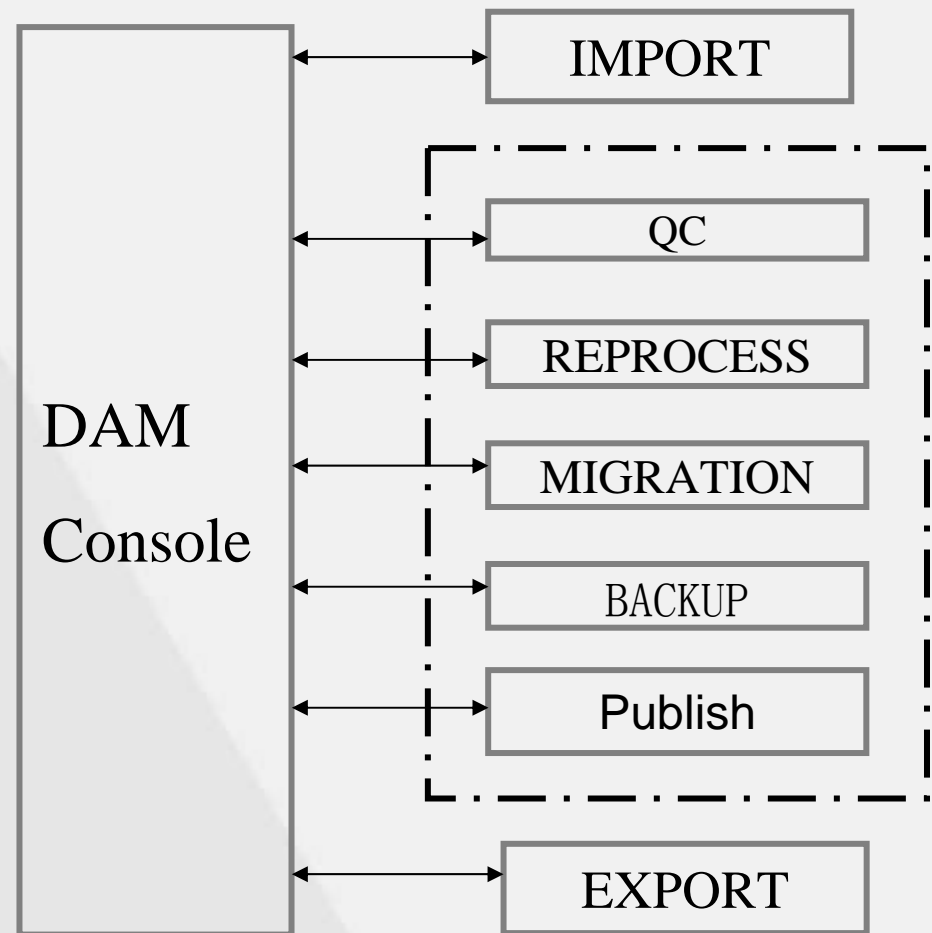 IMPORT
QC
REPROCESS
DAM
Console
MIGRATION
BACKUP
Publish
EXPORT